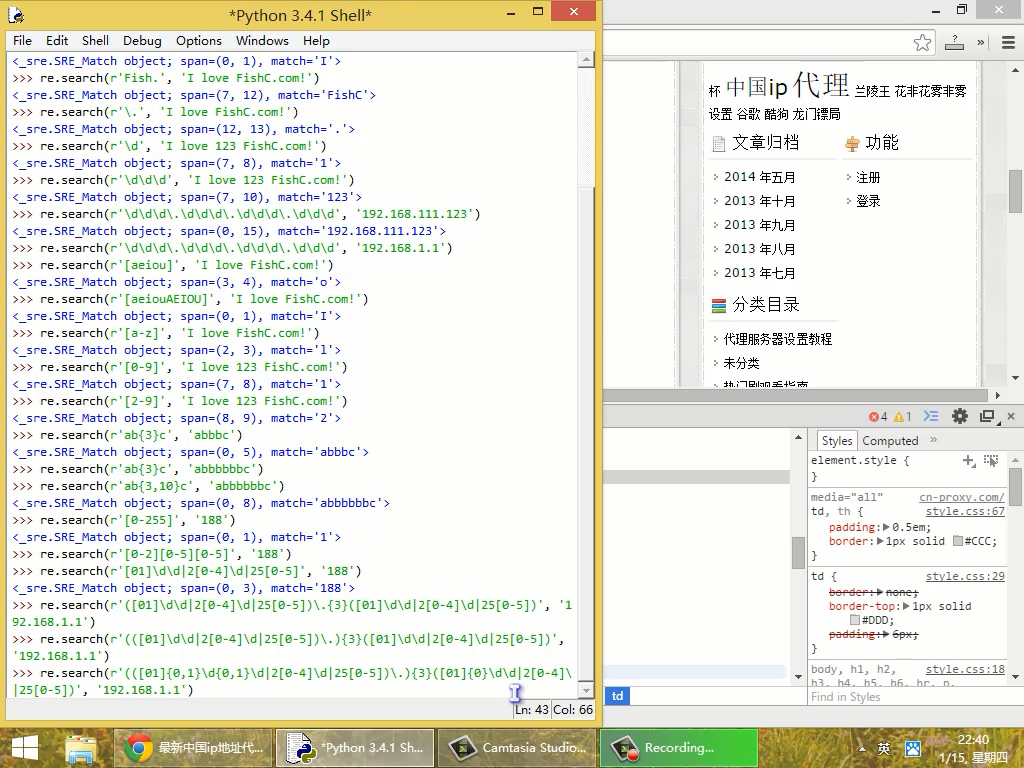 *Python 3.4.1 Shell*
File Edit Shell Debug Options Windows Help
<_sre.SRE_Match object; span=(0, 1), match='I'>
>>> re.search(r'Fish.', 'I love FishC.com!')
<_sre.SRE_Match object; span=(7, 12), match='FishC'>
>>> re.search(r'\.', 'I love FishC.com!')
<_sre.SRE_Match object; span=(12, 13), match='.'>
>>> re.search(r'\d', 'I love 123 FishC.com!')
<_sre.SRE_Match object; span=(7, 8), match='1'>
>>> re.search(r'\d\d\d', 'I love 123 FishC.com!')
<_sre.SRE_Match object; span=(7, 10), match='123'>
>>> re.search(r'\d\d\d\.\d\d\d\.\d\d\d\.\d\d\d', '192.168.111.123')
<_sre.SRE_Match object; span=(0, 15), match='192.168.111.123'>
>>> re.search(r'\d\d\d\.\d\d\d\.\d\d\d\.\d\d\d', '192.168.1.1')
>>> re.search(r'[aeiou]', 'I love FishC.com!')
<_sre.SRE_Match object; span=(3, 4), match='o'>
>>> re.search(r'[aeiouAEIOU]', 'I love FishC.com!')
<_sre.SRE_Match object; span=(0, 1), match='I'>
>>> re.search(r'[a-z]', 'I love FishC.com!')
<_sre.SRE_Match object; span=(2, 3), match='l'>
>>> re.search(r'[0-9]', 'I love 123 FishC.com!')
<_sre.SRE_Match object; span=(7, 8), match='1'>
>>> re.search(r'[2-9]', 'I love 123 FishC.com!')
<_sre.SRE_Match object; span=(8, 9), match='2'>
>>> re.search(r'ab{3}c', 'abbbc')
<_sre.SRE_Match object; span=(0, 5), match='abbbc'>
>>> re.search(r'ab{3}c', 'abbbbbbc')
>>> re.search(r'ab{3,10}c', 'abbbbbbc')
<_sre.SRE_Match object; span=(0, 8), match='abbbbbbc'>
>>> re.search(r'[0-255]', '188')
<_sre.SRE_Match object; span=(0, 1), match='1'>
>>> re.search(r'[0-2][0-5][0-5]', '188')
>>> re.search(r'[01]\d\d|2[0-4]\d|25[0-5]', '188')
<_sre.SRE_Match object; span=(0, 3), match='188'>
>>> re.search(r'([01]\d\d|2[0-4]\d|25[0-5])\.{3}([01]\d\d|2[0-4]\d|25[0-5])', '1
92.168.1.1')
>>> re.search(r'(([01]\d\d|2[0-4]\d|25[0-5])\.){3}([01]\d\d|2[0-4]\d|25[0-5])',
'192.168.1.1')
>>> re.search(r'(([01]{0,1}\d{0,1}\d|2[0-4]\d|25[0-5])\.){3}([01]{0}\d\d|2[0-4]\
|25[0-5])', '192.168.1.1')
Ln: 43 Col: 66
杯 中国ip 代理 兰陵王 花非花雾非雾
设置 谷歌 酷狗 龙门镖局
文章归档
2014 年五月
2013 年十月
2013 年九月
2013 年八月
2013 年七月
功能
注册
登录
分类目录
代理服务器设置教程
未分类
热门剧观看指南
4 1
Styles Computed »
element.style {
}
media="all" cn-proxy.com/
td, th { style.css:67
padding: 0.5em;
border: 1px solid #CCC;
}
td { style.css:29
border: none;
border-top: 1px solid
#DDD;
padding: 6px;
}
body, h1, h2, style.css:18
h3, h4, h5, h6, hr, p,
td
Find in Styles
最新中国ip地址代... *Python 3.4.1 Sh... Camtasia Studio... Recording...
英
22:40
1/15, 星期四